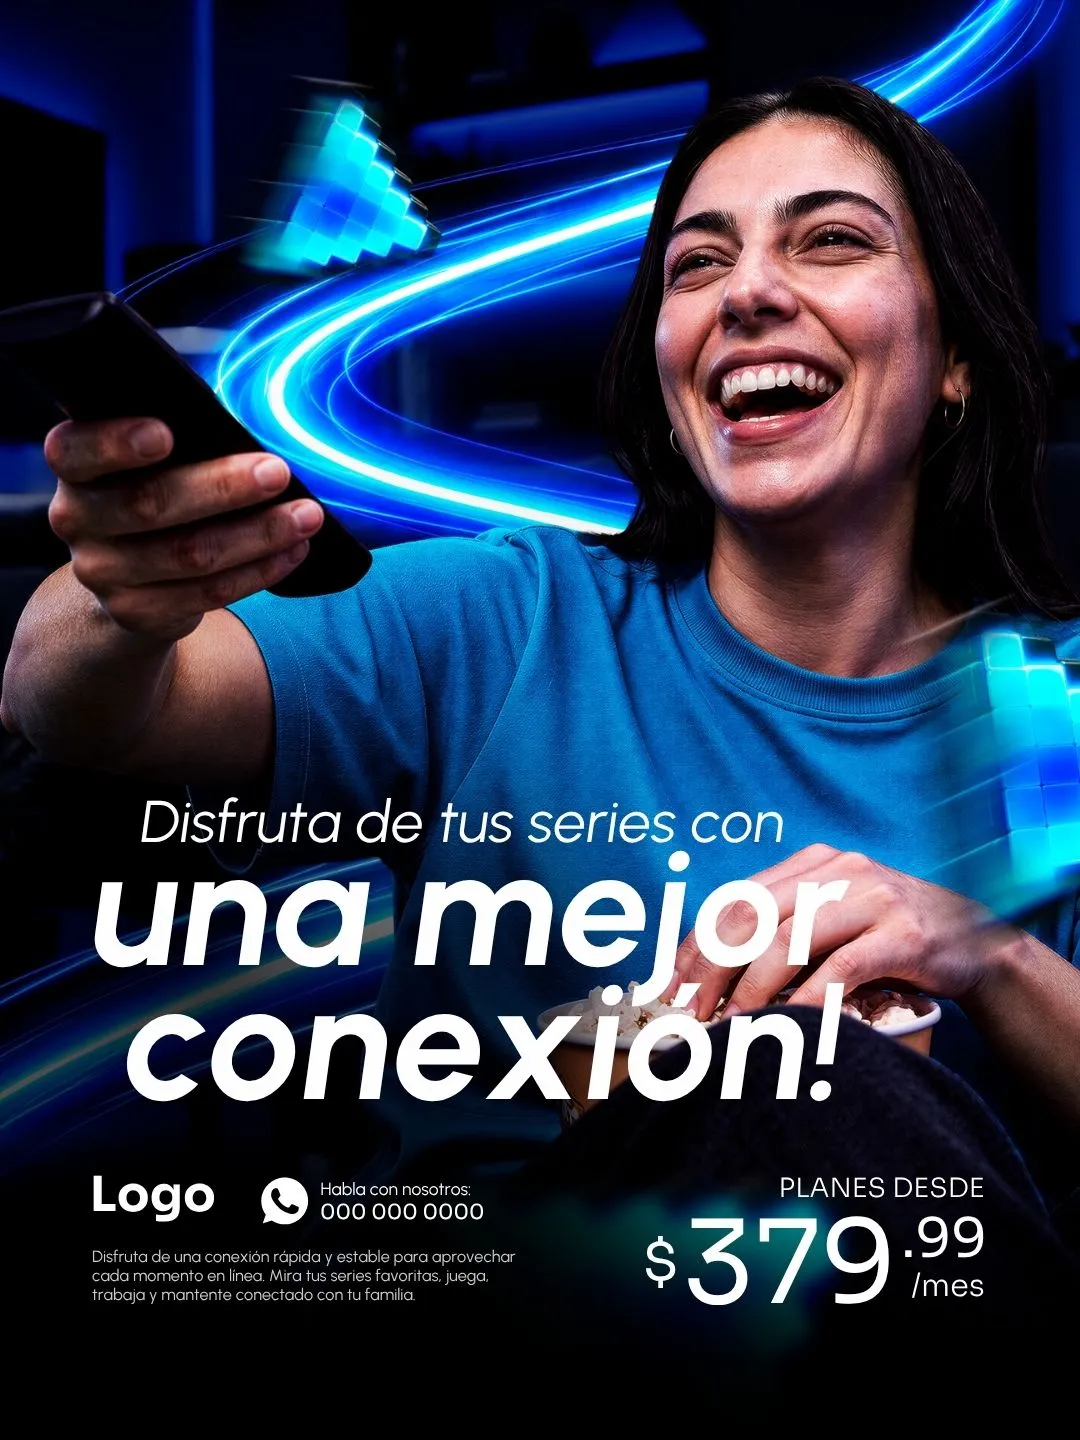 Disfruta de tus series con
una mejor
conexión!
Logo
Habla con nosotros:
000 000 0000
Disfruta de una conexión rápida y estable para aprovechar
cada momento en línea. Mira tus series favoritas, juega,
trabaja y mantente conectado con tu familia.
PLANES DESDE
$379.99
/mes